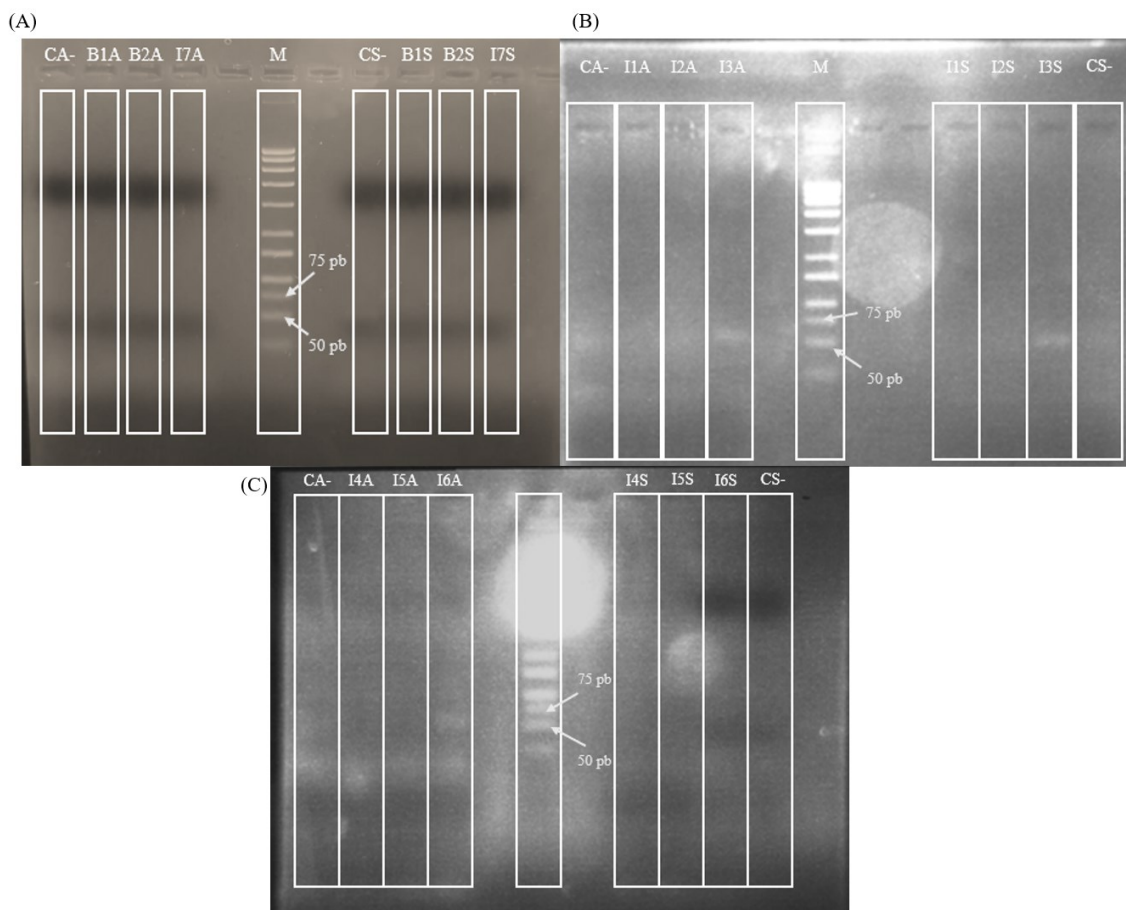 (A)
CA- B1A B2A I7A M CS- B1S B2S I7S
75 pb
50 pb
(B)
CA- I1A I2A I3A M I1S I2S I3S CS-
75 pb
50 pb
(C)
CA- I4A I5A I6A I4S I5S I6S CS-
75 pb
50 pb